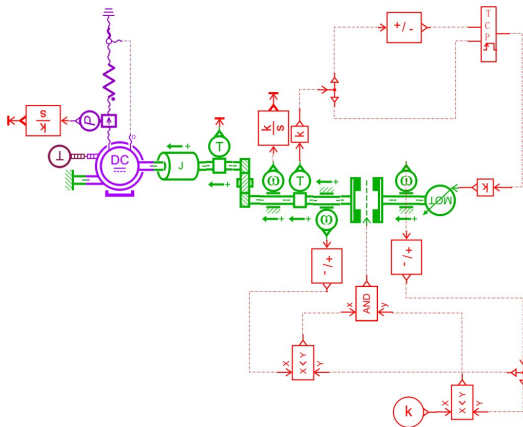 +/-
T
C
P
k
s
P
T
DC
J
T
k
s
k
ω
T
ω
ω
MOT
k
-/+
-/+
x
AND
y
X
X < Y
Y
k
X
X < Y
Y
+
+
+
+
+
+
+